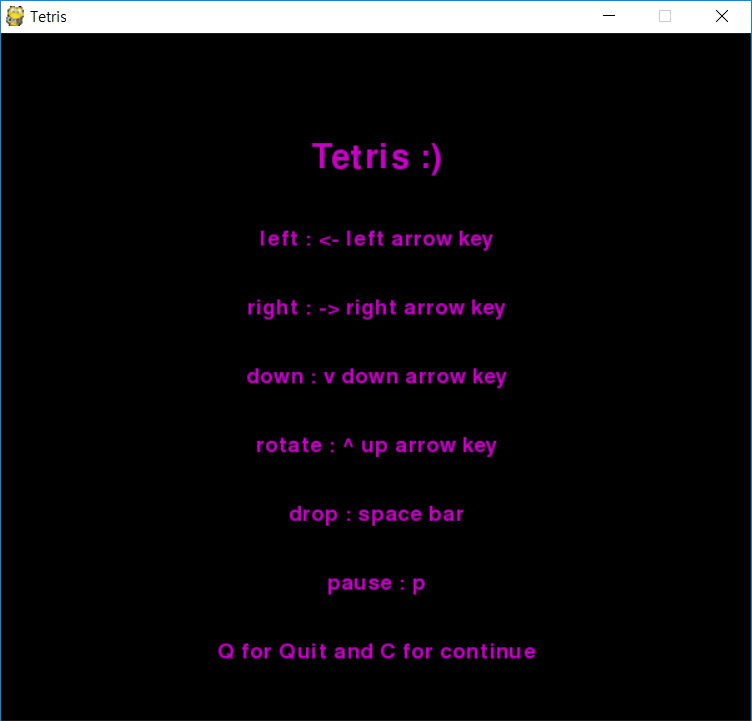 Tetris
Tetris :)
left : <- left arrow key
right : -> right arrow key
down : v down arrow key
rotate : ^ up arrow key
drop : space bar
pause : p
Q for Quit and C for continue